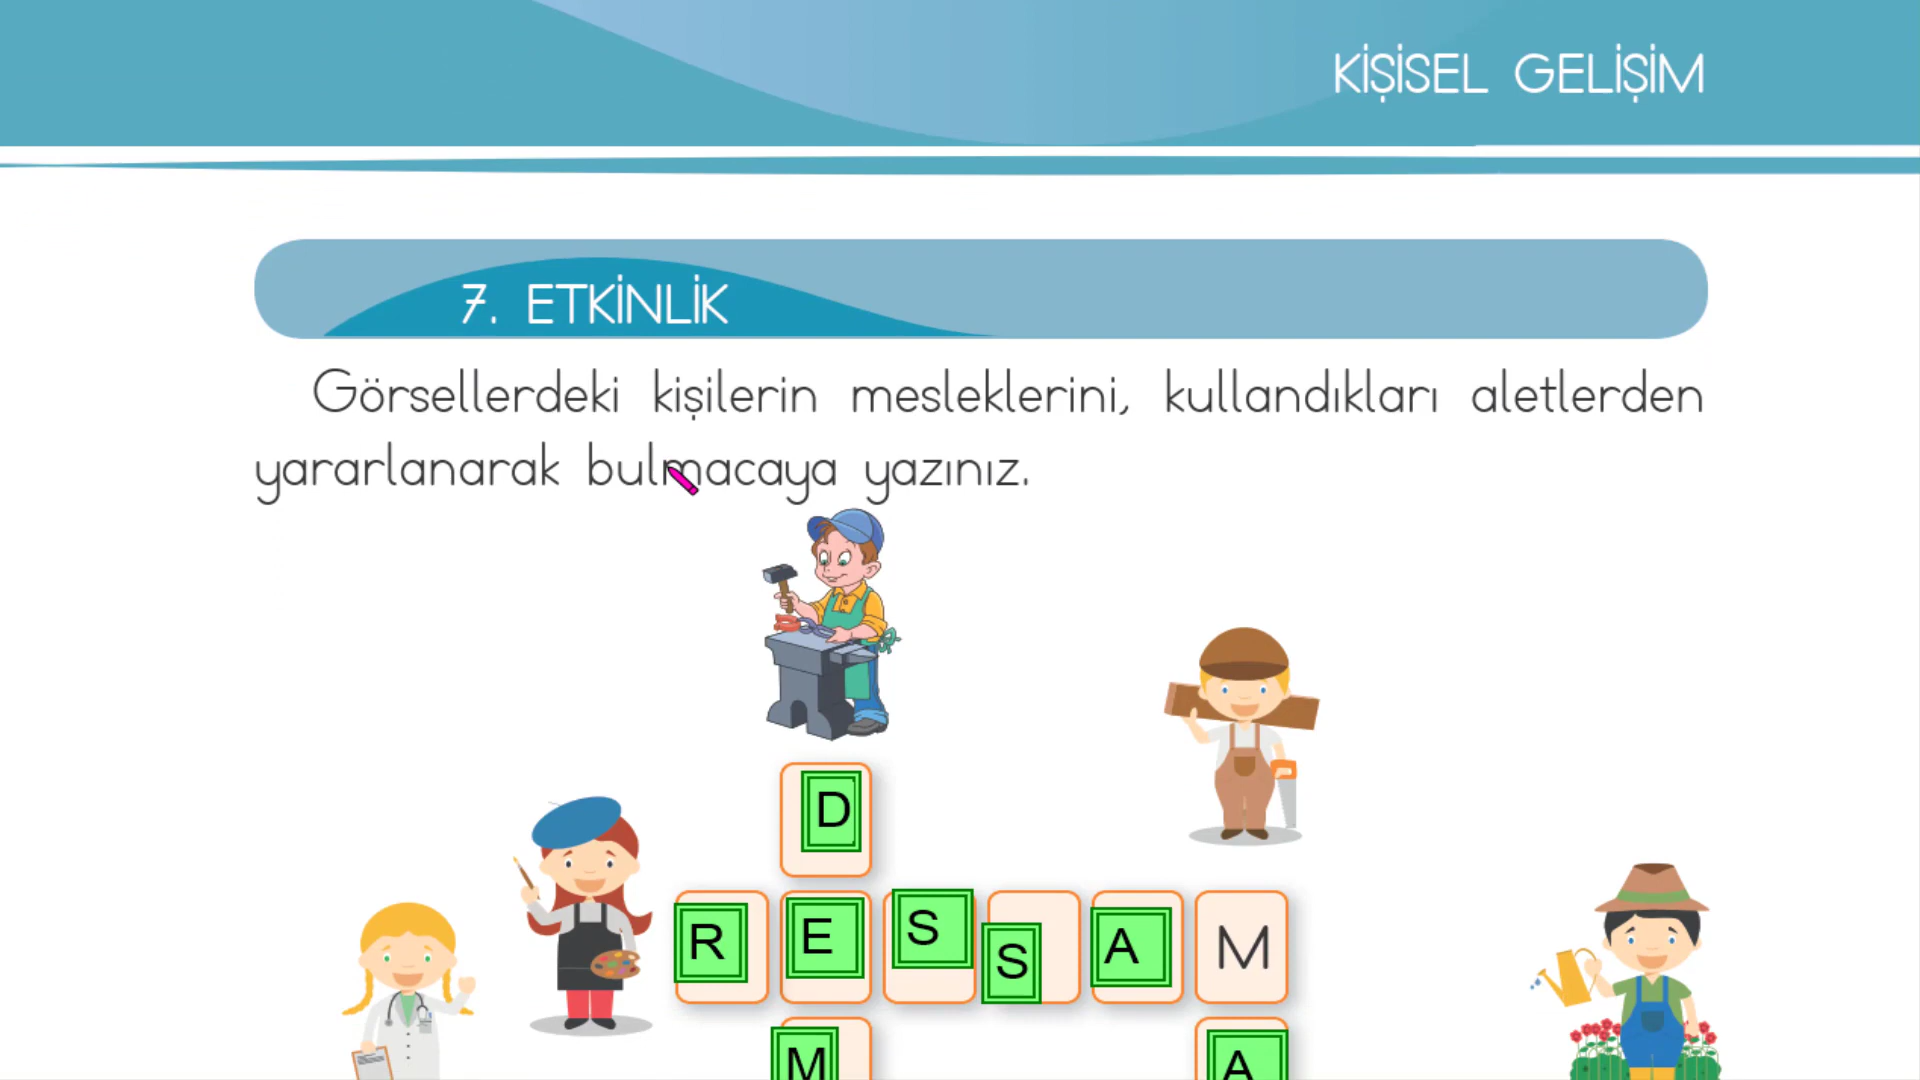 KİŞİSEL GELİŞİM
7. ETKİNLİK
Görsellerdeki kişilerin mesleklerini, kullandıkları aletlerden
yararlanarak bulmacaya yazınız.
D
R E S S A M
M A